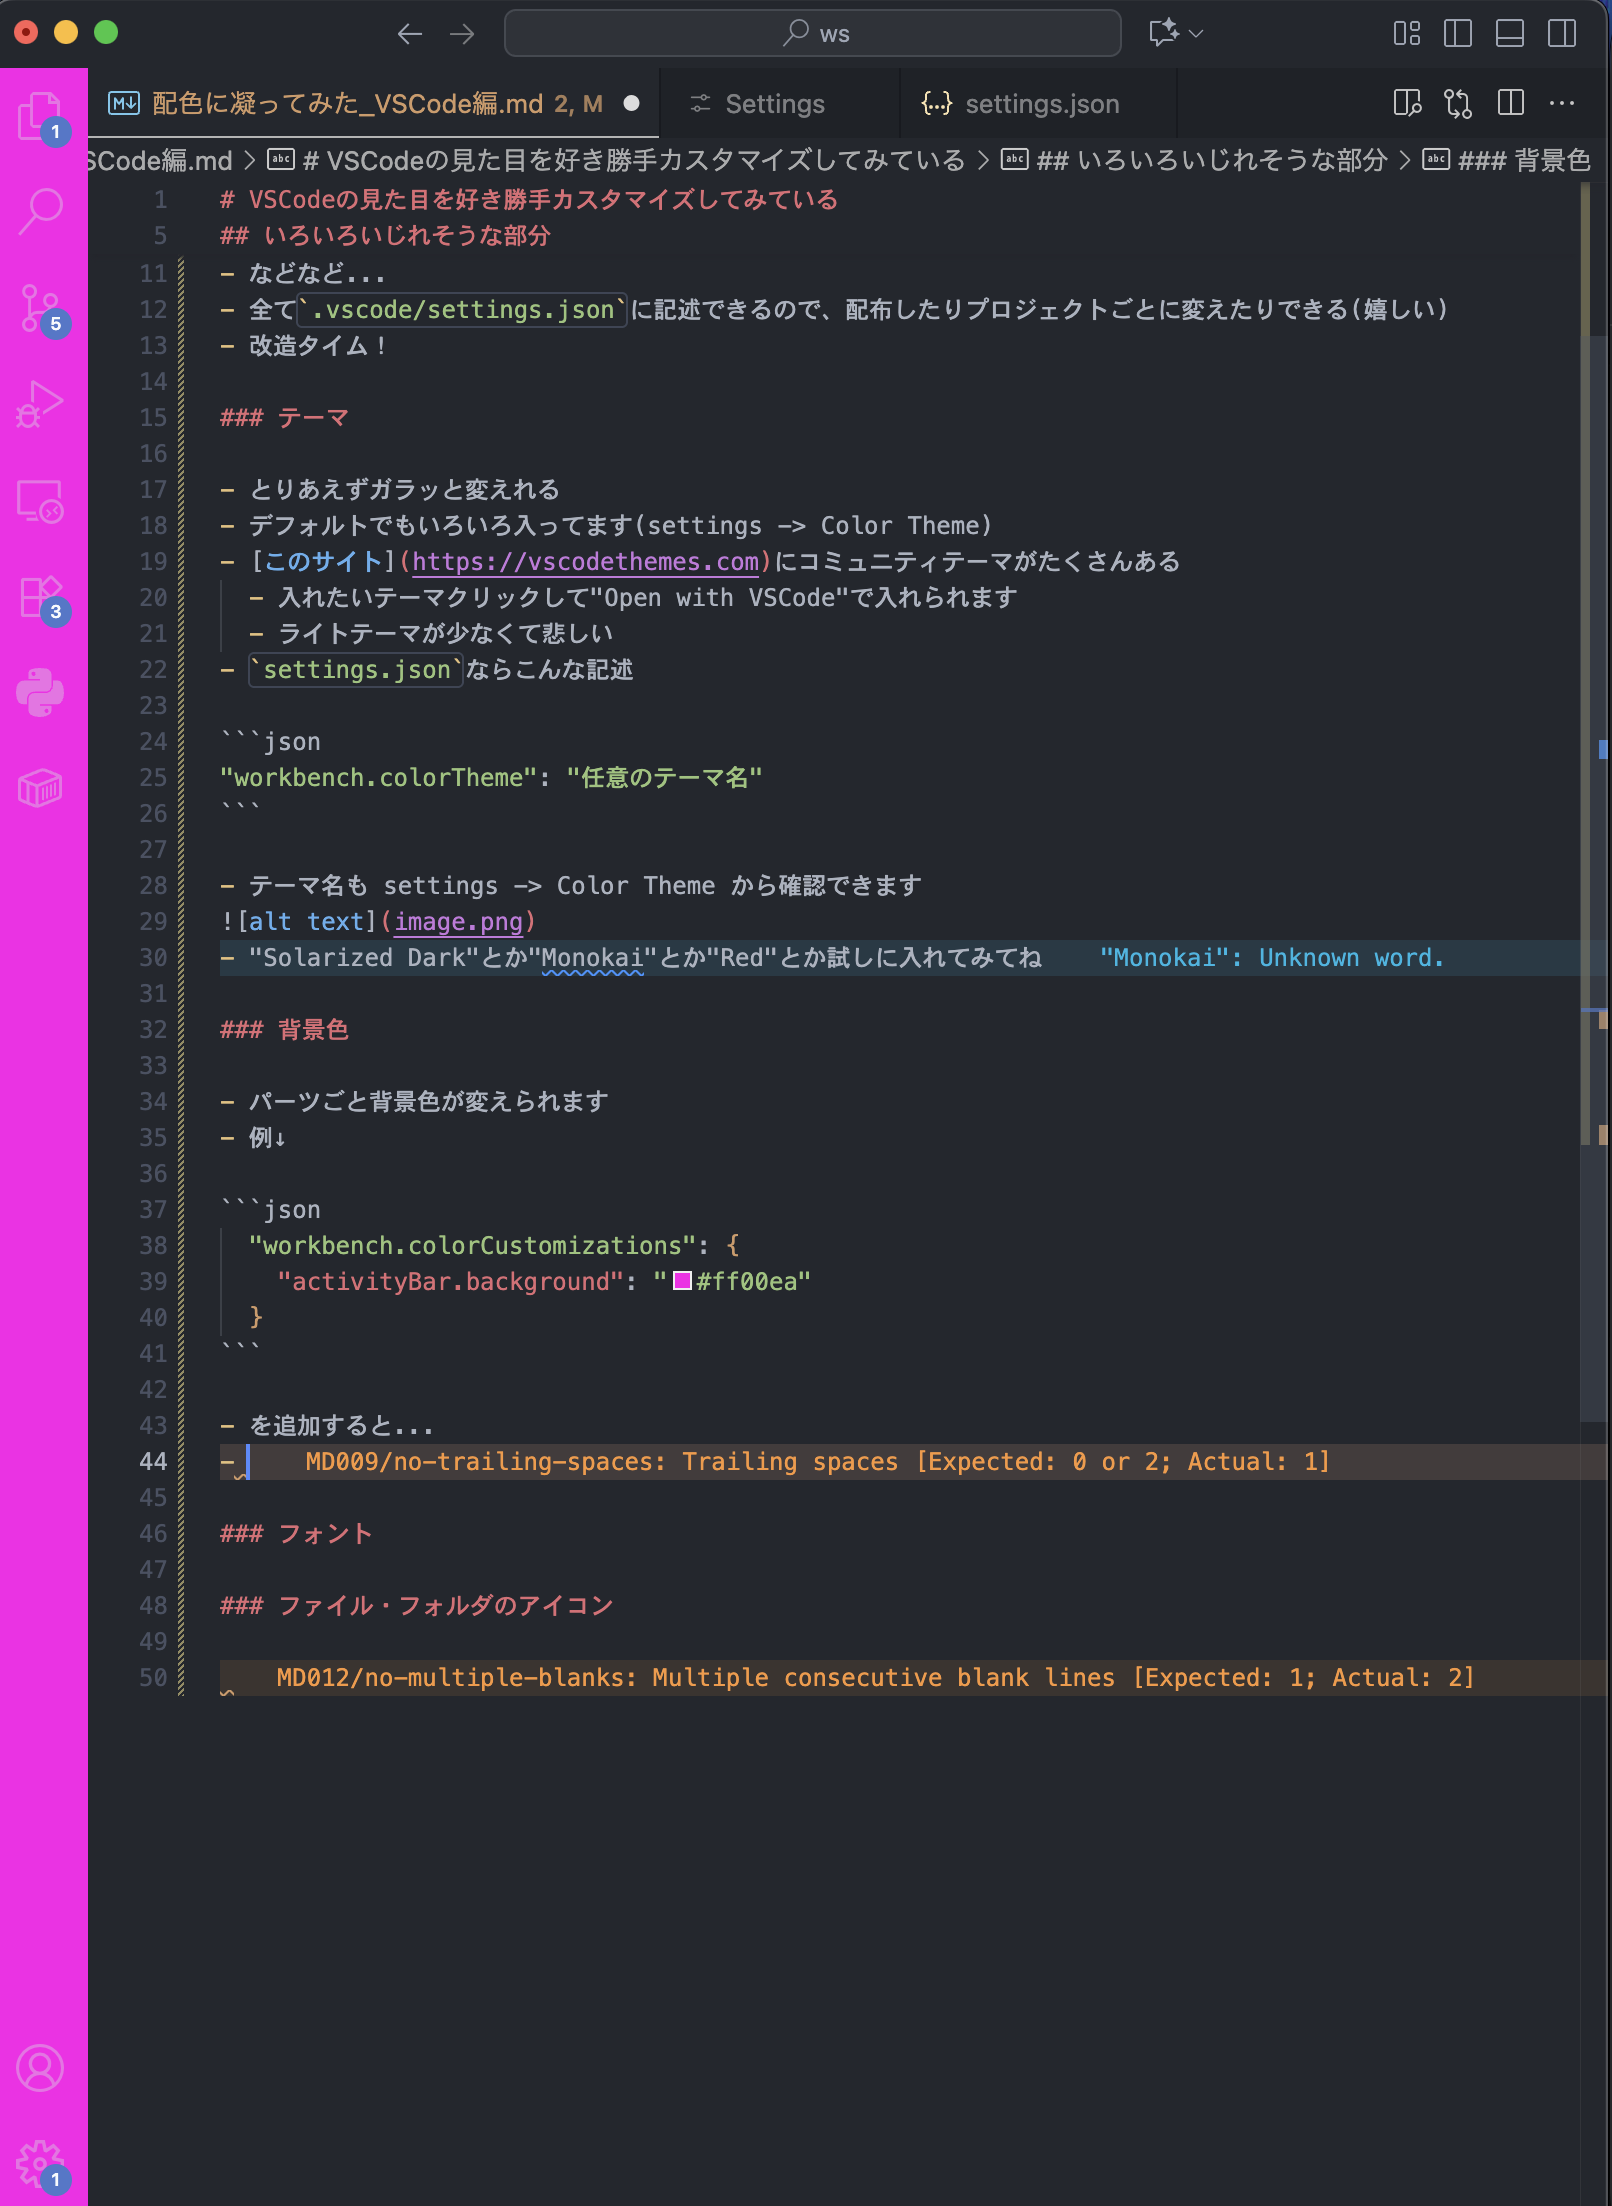 ws
配色に凝ってみた_VSCode編.md 2, M
Settings
{...} settings.json
SCode編.md > # VSCodeの見た目を好き勝手カスタマイズしてみている > ## いろいろいじれそうな部分 > ### 背景色
1 # VSCodeの見た目を好き勝手カスタマイズしてみている
5 ## いろいろいじれそうな部分
11 - などなど...
12 - 全て`.vscode/settings.json`に記述できるので、配布したりプロジェクトごとに変えたりできる(嬉しい)
13 - 改造タイム！
14
15 ### テーマ
16
17 - とりあえずガラッと変えれる
18 - デフォルトでもいろいろ入ってます(settings -> Color Theme)
19 - [このサイト](https://vscodethemes.com)にコミュニティテーマがたくさんある
20 - 入れたいテーマクリックして"Open with VSCode"で入れられます
21 - ライトテーマが少なくて悲しい
22 - `settings.json`ならこんな記述
23
24 ```json
25 "workbench.colorTheme": "任意のテーマ名"
26 ```
27
28 - テーマ名も settings -> Color Theme から確認できます
29 ![alt text](image.png)
30 - "Solarized Dark"とか"Monokai"とか"Red"とか試しに入れてみてね "Monokai": Unknown word.
31
32 ### 背景色
33
34 - パーツごと背景色が変えられます
35 - 例↓
36
37 ```json
38 "workbench.colorCustomizations": {
39 "activityBar.background": "#ff00ea"
40 }
41 ```
42
43 - を追加すると...
44 - MD009/no-trailing-spaces: Trailing spaces [Expected: 0 or 2; Actual: 1]
45
46 ### フォント
47
48 ### ファイル・フォルダのアイコン
49
50 MD012/no-multiple-blanks: Multiple consecutive blank lines [Expected: 1; Actual: 2]
1
5
3
1